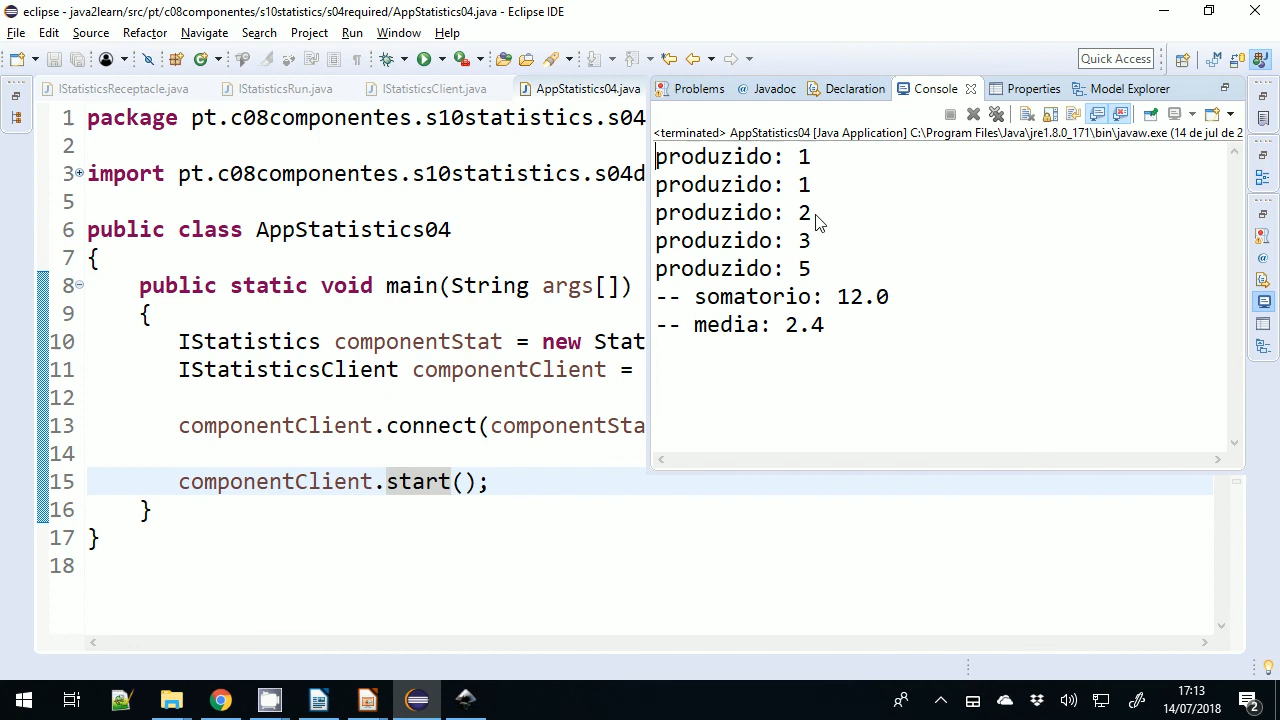 eclipse - java2learn/src/pt/c08componentes/s10statistics/s04required/AppStatistics04.java - Eclipse IDE
File Edit Source Refactor Navigate Search Project Run Window Help
Quick Access
IStatisticsReceptacle.java IStatisticsRun.java IStatisticsClient.java AppStatistics04.java
Problems Javadoc Declaration Console Properties Model Explorer
<terminated> AppStatistics04 [Java Application] C:\Program Files\Java\jre1.8.0_171\bin\javaw.exe (14 de jul de 2
1 package pt.c08componentes.s10statistics.s04
2
3 import pt.c08componentes.s10statistics.s04d
5
6 public class AppStatistics04
7 {
8 public static void main(String args[])
9 {
10 IStatistics componentStat = new Stat
11 IStatisticsClient componentClient =
12
13 componentClient.connect(componentSta
14
15 componentClient.start();
16 }
17 }
18
produzido: 1
produzido: 1
produzido: 2
produzido: 3
produzido: 5
-- somatorio: 12.0
-- media: 2.4
17:13
14/07/2018
2